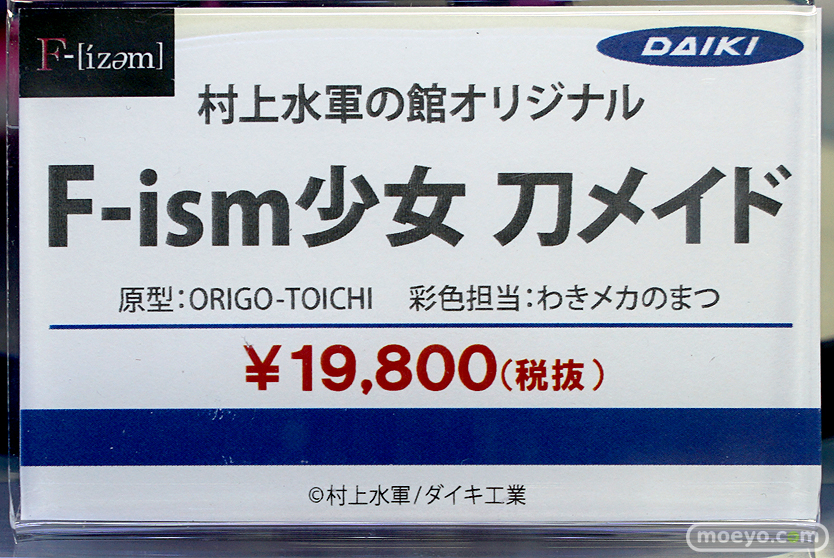 F-[ízəm]
DAIKI
村上水軍の館オリジナル
F-ism少女 刀メイド
原型：ORIGO-TOICHI 彩色担当：わきメカのまつ
￥19,800(税抜)
©村上水軍/ダイキ工業
moeyo.com